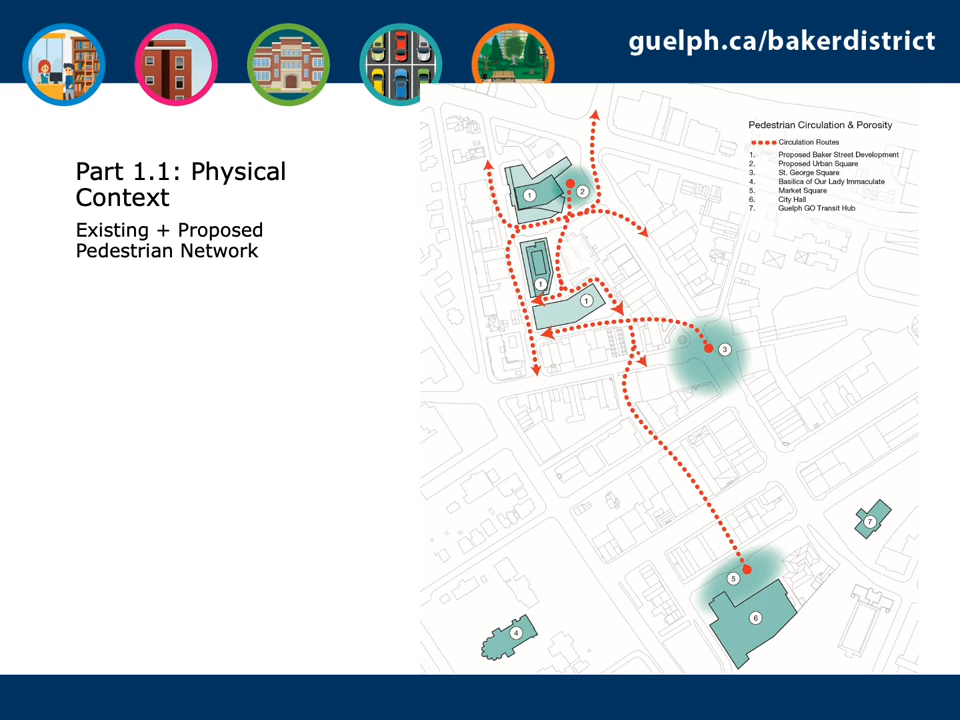 guelph.ca/bakerdistrict
Part 1.1: Physical
Context
Existing + Proposed
Pedestrian Network
Pedestrian Circulation & Porosity
Circulation Routes
1. Proposed Baker Street Development
2. Proposed Urban Square
3. St. George Square
4. Basilica of Our Lady Immaculate
5. Market Square
6. City Hall
7. Guelph GO Transit Hub
1
2
1
1
3
7
5
6
4